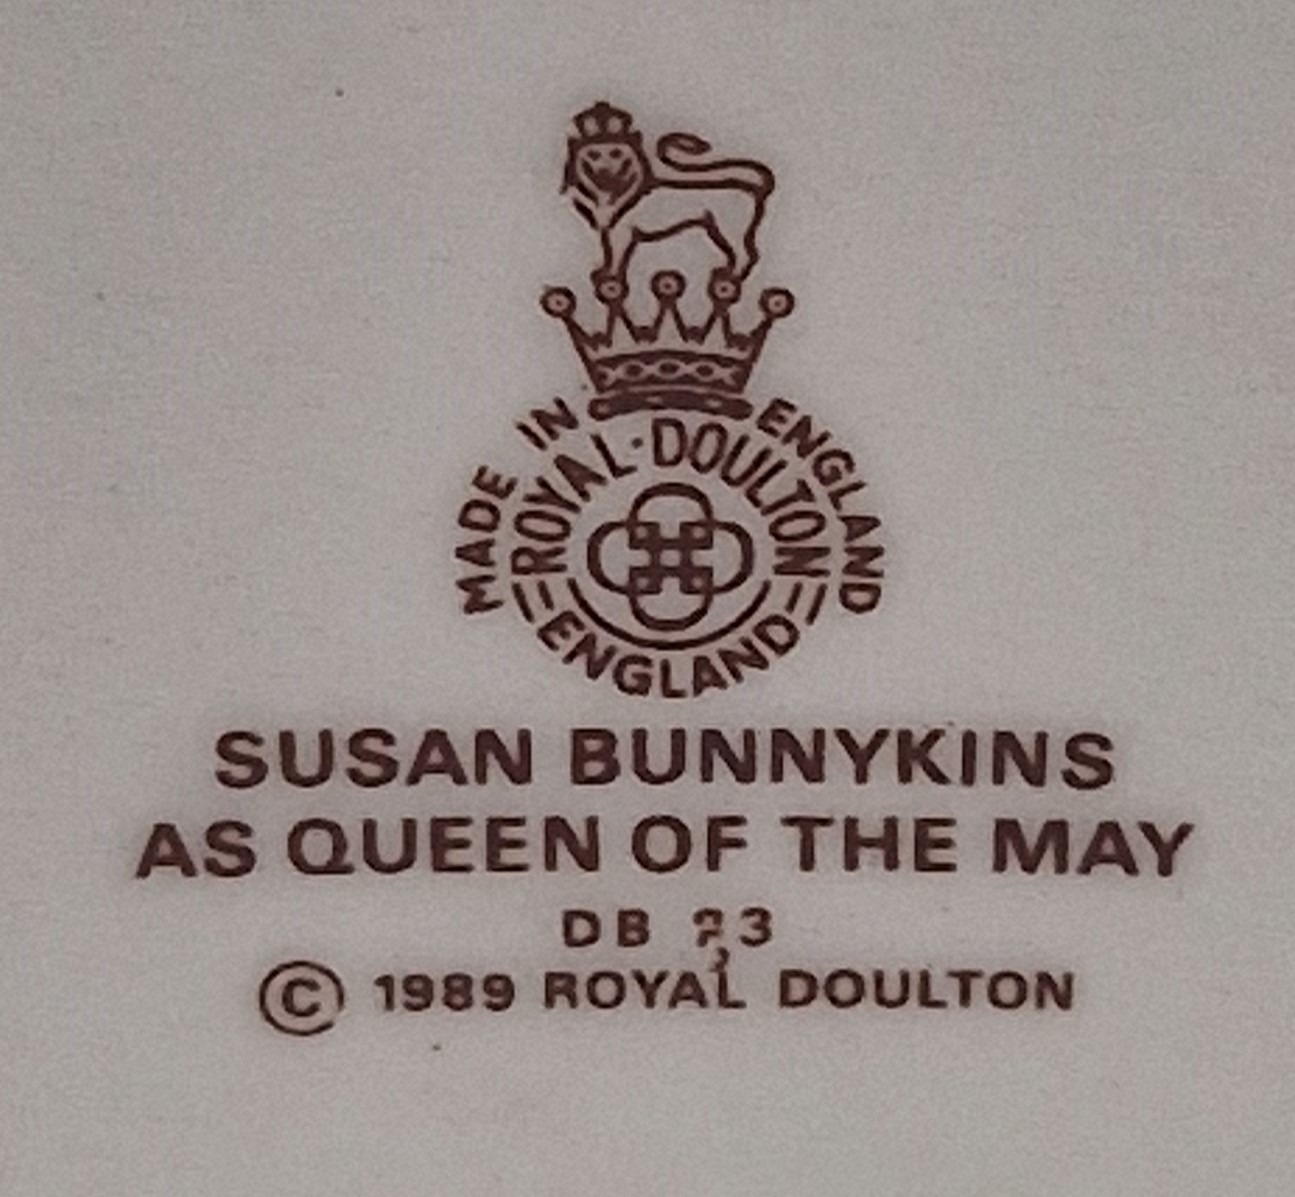 MADE IN ENGLAND
ROYAL·DOULTON
ENGLAND
SUSAN BUNNYKINS
AS QUEEN OF THE MAY
DB
© 1989 ROYAL DOULTON